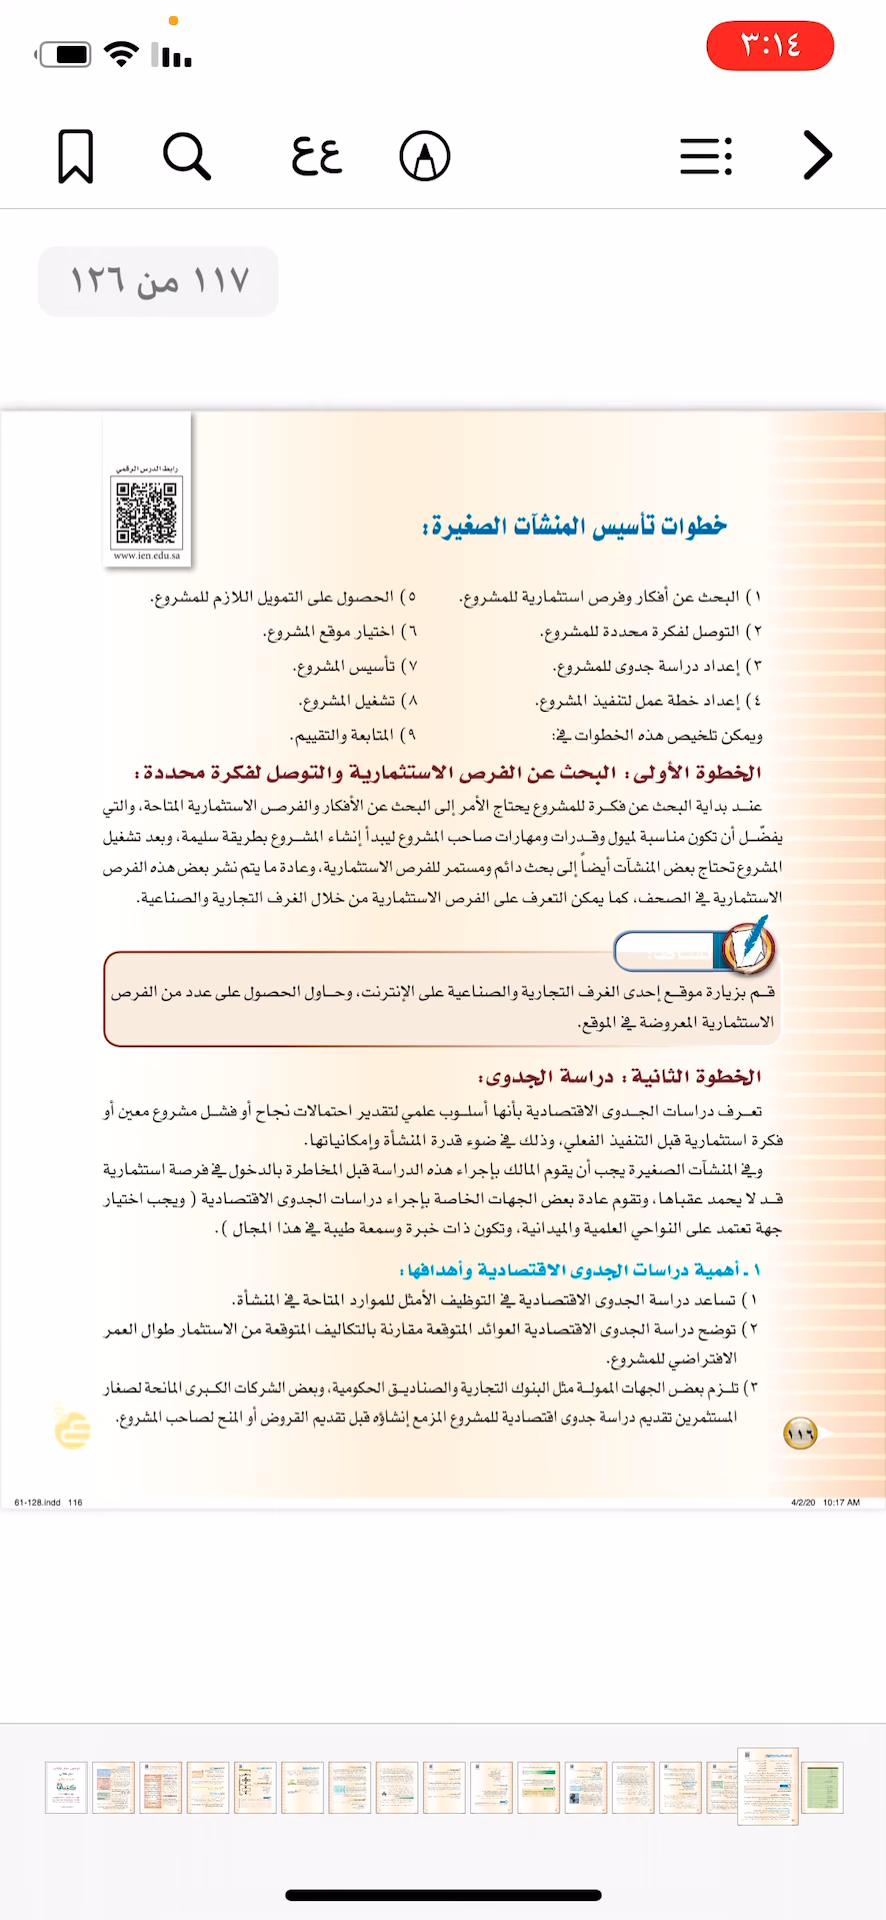 ٣:١٤
١١٧ من ١٢٦
رابط الدرس الرقمي
www.ien.edu.sa
خطوات تأسيس المنشآت الصغيرة:
١) البحث عن أفكار وفرص استثمارية للمشروع.
٢) التوصل لفكرة محددة للمشروع.
٣) إعداد دراسة جدوى للمشروع.
٤) إعداد خطة عمل لتنفيذ المشروع.
٥) الحصول على التمويل اللازم للمشروع.
٦) اختيار موقع المشروع.
٧) تأسيس المشروع.
٨) تشغيل المشروع.
٩) المتابعة والتقييم.
ويمكن تلخيص هذه الخطوات في:
الخطوة الأولى: البحث عن الفرص الاستثمارية والتوصل لفكرة محددة:
عند بداية البحث عن فكرة للمشروع يحتاج الأمر إلى البحث عن الأفكار والفرص الاستثمارية المتاحة، والتي
يفضّل أن تكون مناسبة لميول وقدرات ومهارات صاحب المشروع ليبدأ إنشاء المشروع بطريقة سليمة، وبعد تشغيل
المشروع تحتاج بعض المنشآت أيضاً إلى بحث دائم ومستمر للفرص الاستثمارية، وعادة ما يتم نشر بعض هذه الفرص
الاستثمارية في الصحف، كما يمكن التعرف على الفرص الاستثمارية من خلال الغرف التجارية والصناعية.
قم بزيارة موقع إحدى الغرف التجارية والصناعية على الإنترنت، وحاول الحصول على عدد من الفرص
الاستثمارية المعروضة في الموقع.
الخطوة الثانية: دراسة الجدوى:
تعرف دراسات الجدوى الاقتصادية بأنها أسلوب علمي لتقدير احتمالات نجاح أو فشل مشروع معين أو
فكرة استثمارية قبل التنفيذ الفعلي، وذلك في ضوء قدرة المنشأة وإمكانياتها.
وفي المنشآت الصغيرة يجب أن يقوم المالك بإجراء هذه الدراسة قبل المخاطرة بالدخول في فرصة استثمارية
قد لا يحمد عقباها، وتقوم عادة بعض الجهات الخاصة بإجراء دراسات الجدوى الاقتصادية ( ويجب اختيار
جهة تعتمد على النواحي العلمية والميدانية، وتكون ذات خبرة وسمعة طيبة في هذا المجال ).
١ ـ أهمية دراسات الجدوى الاقتصادية وأهدافها:
١) تساعد دراسة الجدوى الاقتصادية في التوظيف الأمثل للموارد المتاحة في المنشأة.
٢) توضح دراسة الجدوى الاقتصادية العوائد المتوقعة مقارنة بالتكاليف المتوقعة من الاستثمار طوال العمر
الافتراضي للمشروع.
٣) تلزم بعض الجهات الممولة مثل البنوك التجارية والصناديق الحكومية، وبعض الشركات الكبرى المانحة لصغار
المستثمرين تقديم دراسة جدوى اقتصادية للمشروع المزمع إنشاؤه قبل تقديم القروض أو المنح لصاحب المشروع.
١١٦
61-128.indd 116
4/2/20 10:17 AM